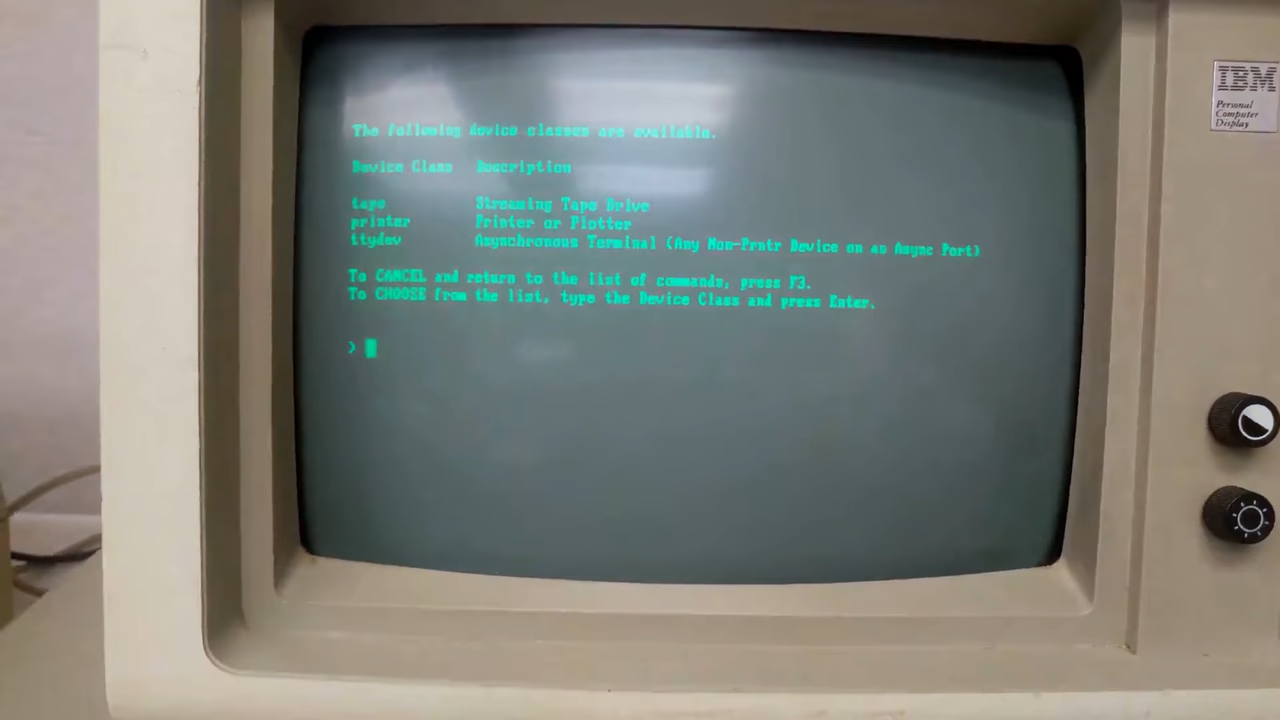 The following device classes are available.
Device Class Description
tape Streaming Tape Drive
printer Printer or Plotter
ttydev Asynchronous Terminal (Any Non-Prntr Device on an Async Port)
To CANCEL and return to the list of commands, press F3.
To CHOOSE from the list, type the Device Class and press Enter.
>
IBM
Personal
Computer
Display